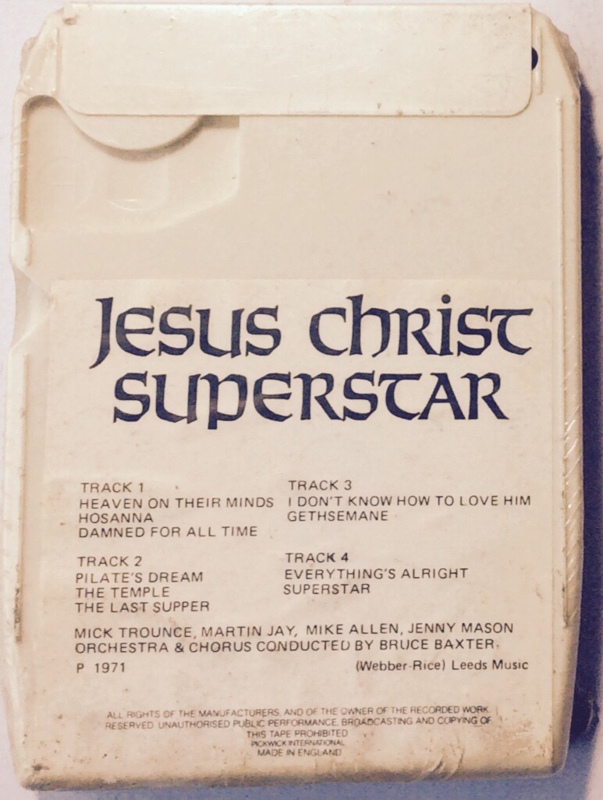 Jesus Christ
Superstar
TRACK 1
HEAVEN ON THEIR MINDS
HOSANNA
DAMNED FOR ALL TIME
TRACK 2
PILATE'S DREAM
THE TEMPLE
THE LAST SUPPER
TRACK 3
I DON'T KNOW HOW TO LOVE HIM
GETHSEMANE
TRACK 4
EVERYTHING'S ALRIGHT
SUPERSTAR
MICK TROUNCE, MARTIN JAY, MIKE ALLEN, JENNY MASON
ORCHESTRA & CHORUS CONDUCTED BY BRUCE BAXTER
P 1971 (Webber-Rice) Leeds Music
ALL RIGHTS OF THE MANUFACTURERS, AND OF THE OWNER OF THE RECORDED WORK
RESERVED. UNAUTHORISED PUBLIC PERFORMANCE, BROADCASTING AND COPYING OF
THIS TAPE PROHIBITED
PICKWICK INTERNATIONAL
MADE IN ENGLAND